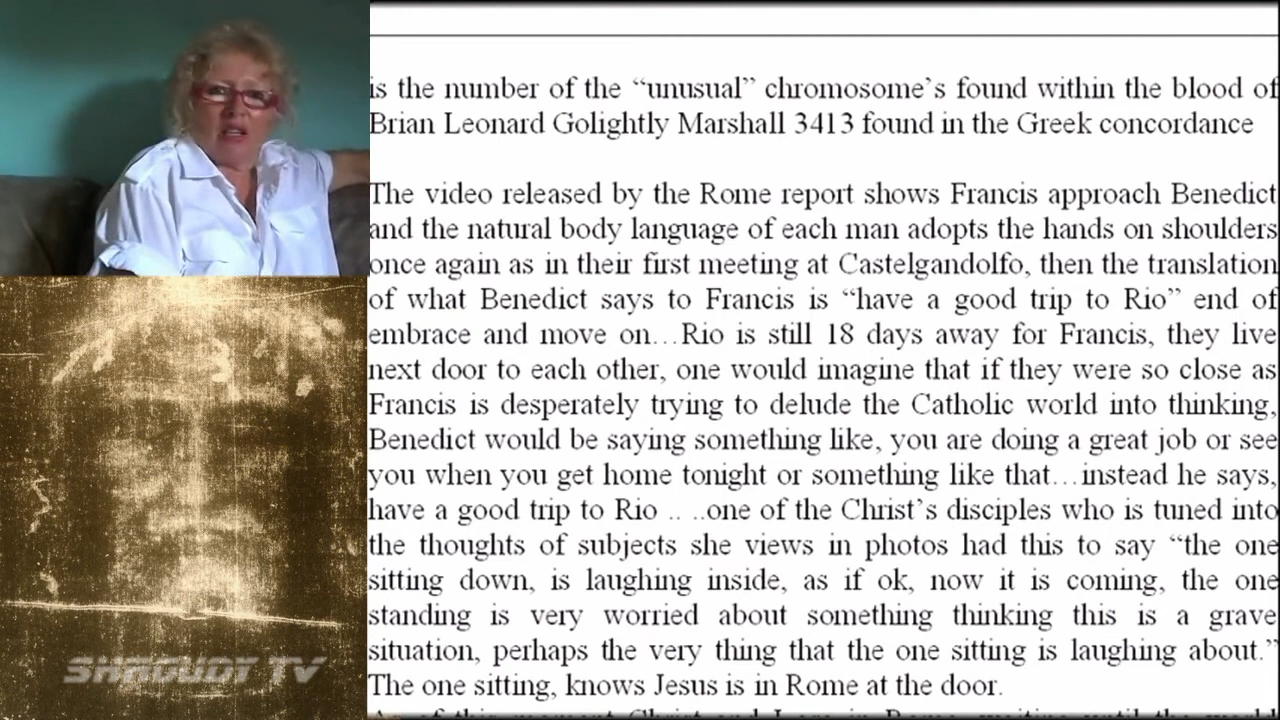 is the number of the “unusual” chromosome’s found within the blood of
Brian Leonard Golightly Marshall 3413 found in the Greek concordance
The video released by the Rome report shows Francis approach Benedict
and the natural body language of each man adopts the hands on shoulders
once again as in their first meeting at Castelgandolfo, then the translation
of what Benedict says to Francis is “have a good trip to Rio” end of
embrace and move on…Rio is still 18 days away for Francis, they live
next door to each other, one would imagine that if they were so close as
Francis is desperately trying to delude the Catholic world into thinking,
Benedict would be saying something like, you are doing a great job or see
you when you get home tonight or something like that…instead he says,
have a good trip to Rio .. ..one of the Christ’s disciples who is tuned into
the thoughts of subjects she views in photos had this to say “the one
sitting down, is laughing inside, as if ok, now it is coming, the one
standing is very worried about something thinking this is a grave
situation, perhaps the very thing that the one sitting is laughing about.”
The one sitting, knows Jesus is in Rome at the door.
SHROUDY TV